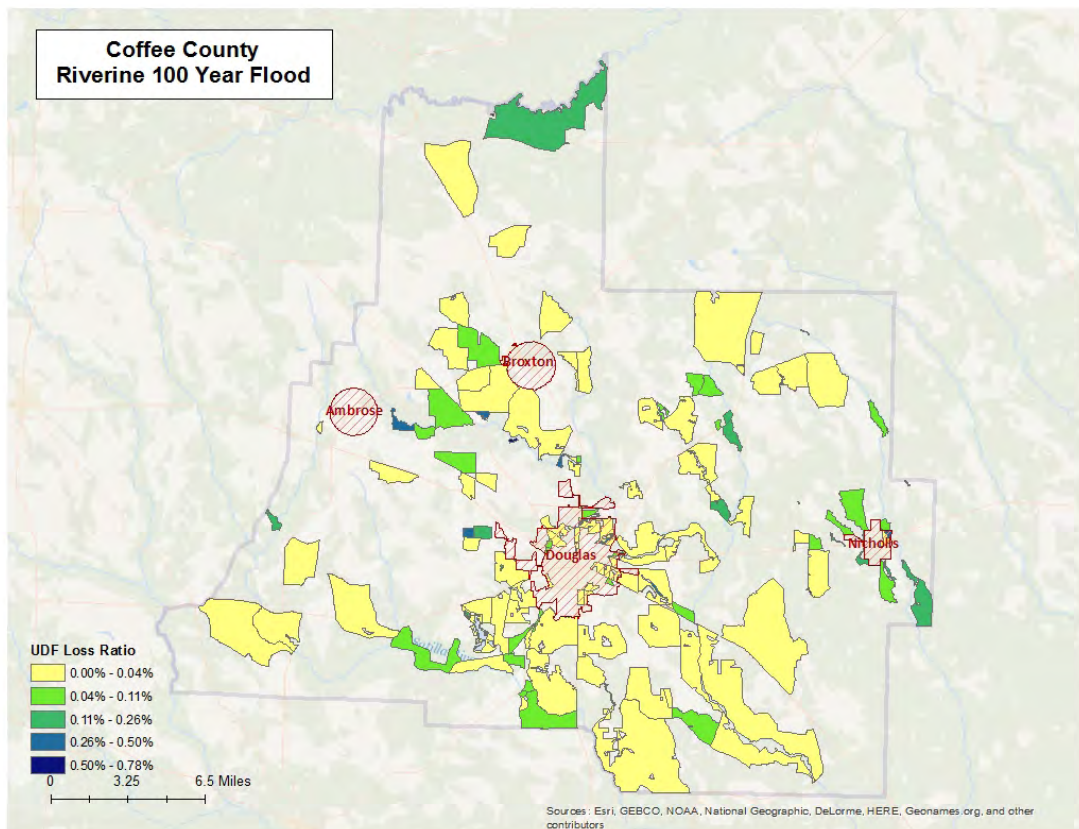 Coffee County
Riverine 100 Year Flood
Broxton
Ambrose
Douglas
Nicholls
Satilla
UDF Loss Ratio
0.00% - 0.04%
0.04% - 0.11%
0.11% - 0.26%
0.26% - 0.50%
0.50% - 0.78%
0 3.25 6.5 Miles
Sources: Esri, GEBCO, NOAA, National Geographic, DeLorme, HERE, Geonames.org, and other
contributors